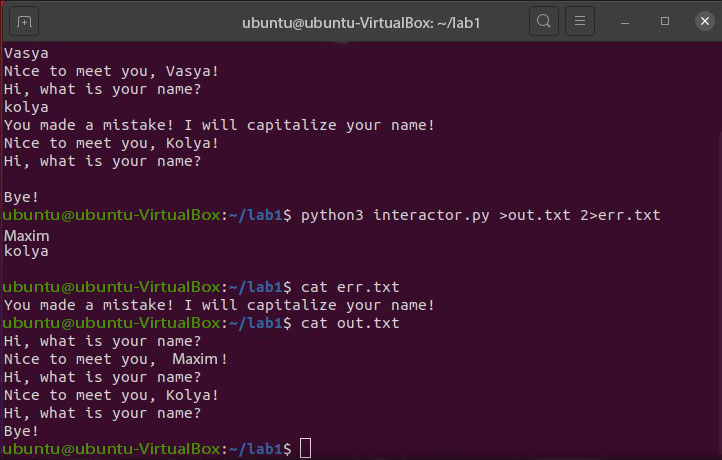 ubuntu@ubuntu-VirtualBox: ~/lab1
Vasya
Nice to meet you, Vasya!
Hi, what is your name?
kolya
You made a mistake! I will capitalize your name!
Nice to meet you, Kolya!
Hi, what is your name?
Bye!
ubuntu@ubuntu-VirtualBox:~/lab1$ python3 interactor.py >out.txt 2>err.txt
Maxim
kolya
ubuntu@ubuntu-VirtualBox:~/lab1$ cat err.txt
You made a mistake! I will capitalize your name!
ubuntu@ubuntu-VirtualBox:~/lab1$ cat out.txt
Hi, what is your name?
Nice to meet you, Maxim!
Hi, what is your name?
Nice to meet you, Kolya!
Hi, what is your name?
Bye!
ubuntu@ubuntu-VirtualBox:~/lab1$